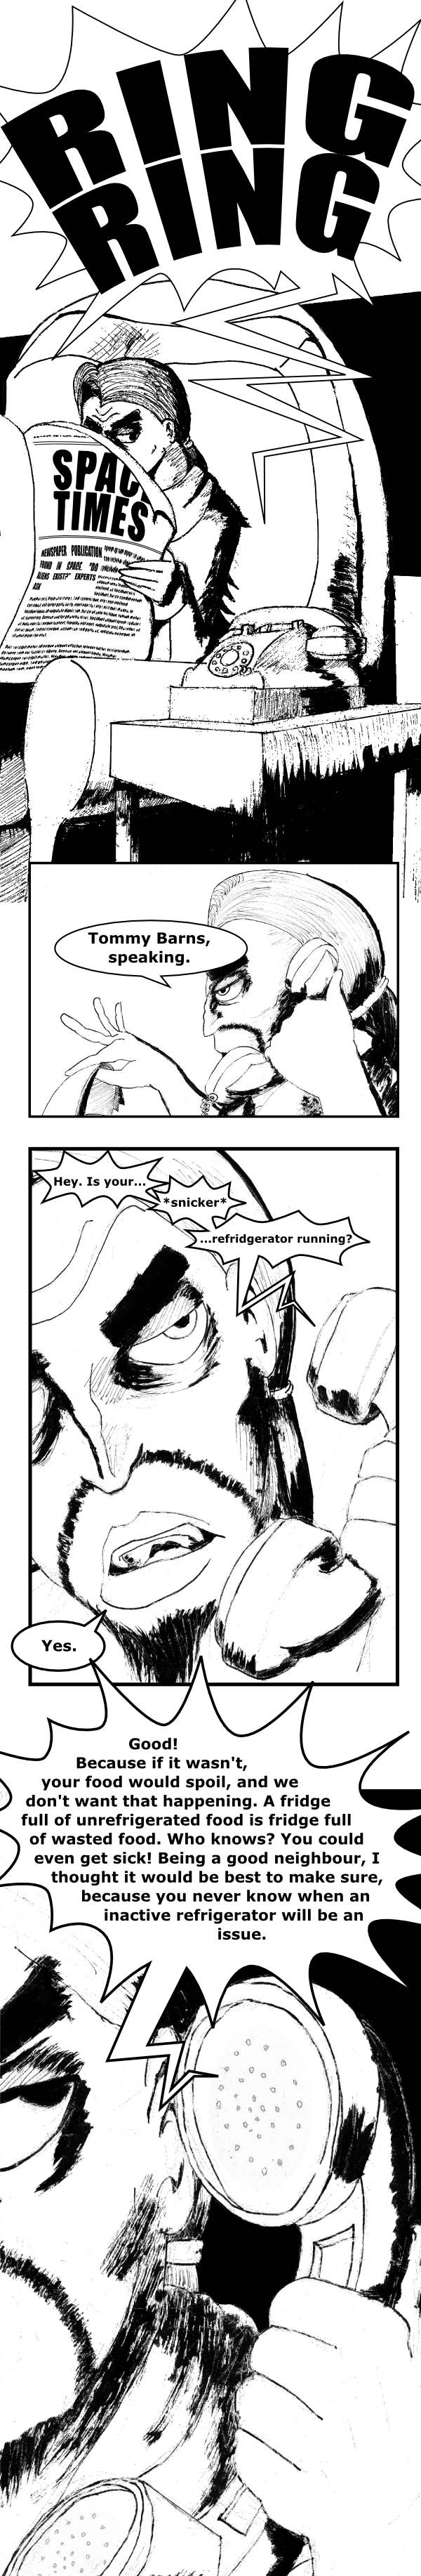 RING
RING
SPACE
TIMES
NEWSPAPER PUBLICATION
FOUND IN SPACE. "DO
ALIENS EXIST?" EXPERTS
ASK
Tommy Barns,
speaking.
Hey. Is your...
*snicker*
...refridgerator running?
Yes.
Good!
Because if it wasn't,
your food would spoil, and we
don't want that happening. A fridge
full of unrefrigerated food is fridge full
of wasted food. Who knows? You could
even get sick! Being a good neighbour, I
thought it would be best to make sure,
because you never know when an
inactive refrigerator will be an
issue.